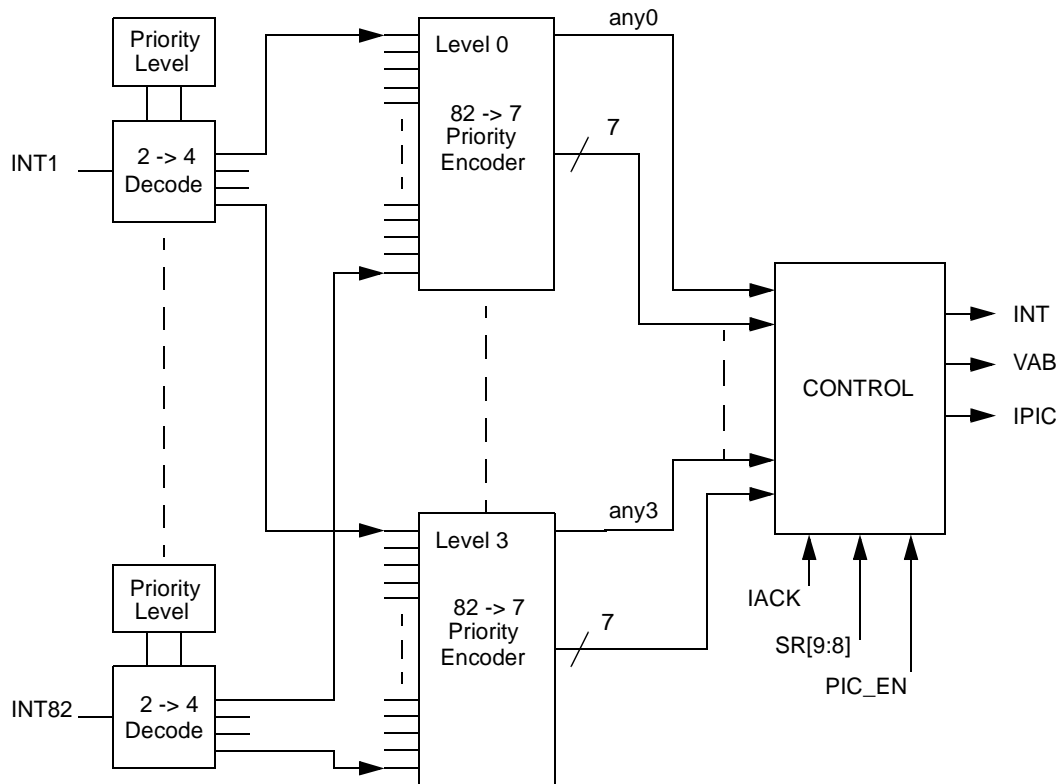 Priority
Level
INT1
2 -> 4
Decode
Level 0
82 -> 7
Priority
Encoder
any0
7
CONTROL
INT
VAB
IPIC
IACK
SR[9:8]
PIC_EN
Priority
Level
INT82
2 -> 4
Decode
Level 3
82 -> 7
Priority
Encoder
any3
7